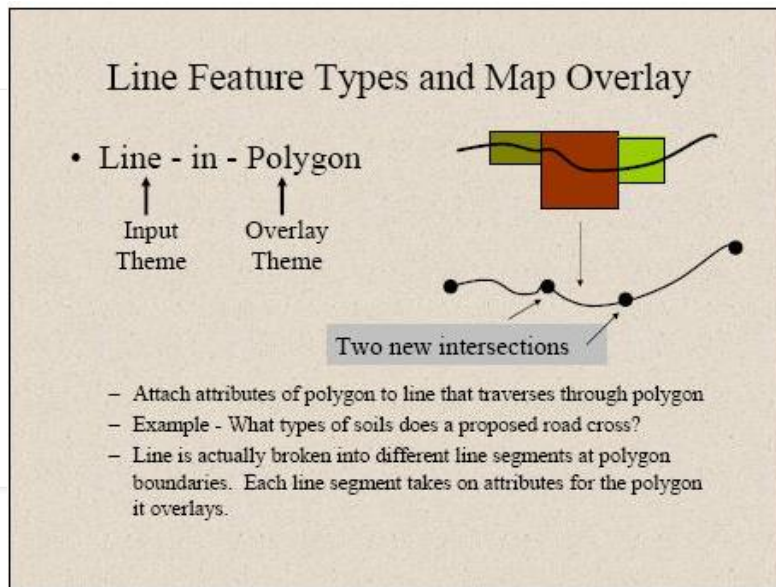 Line Feature Types and Map Overlay
• Line - in - Polygon
Input
Theme
Overlay
Theme
Two new intersections
– Attach attributes of polygon to line that traverses through polygon
– Example - What types of soils does a proposed road cross?
– Line is actually broken into different line segments at polygon
boundaries. Each line segment takes on attributes for the polygon
it overlays.